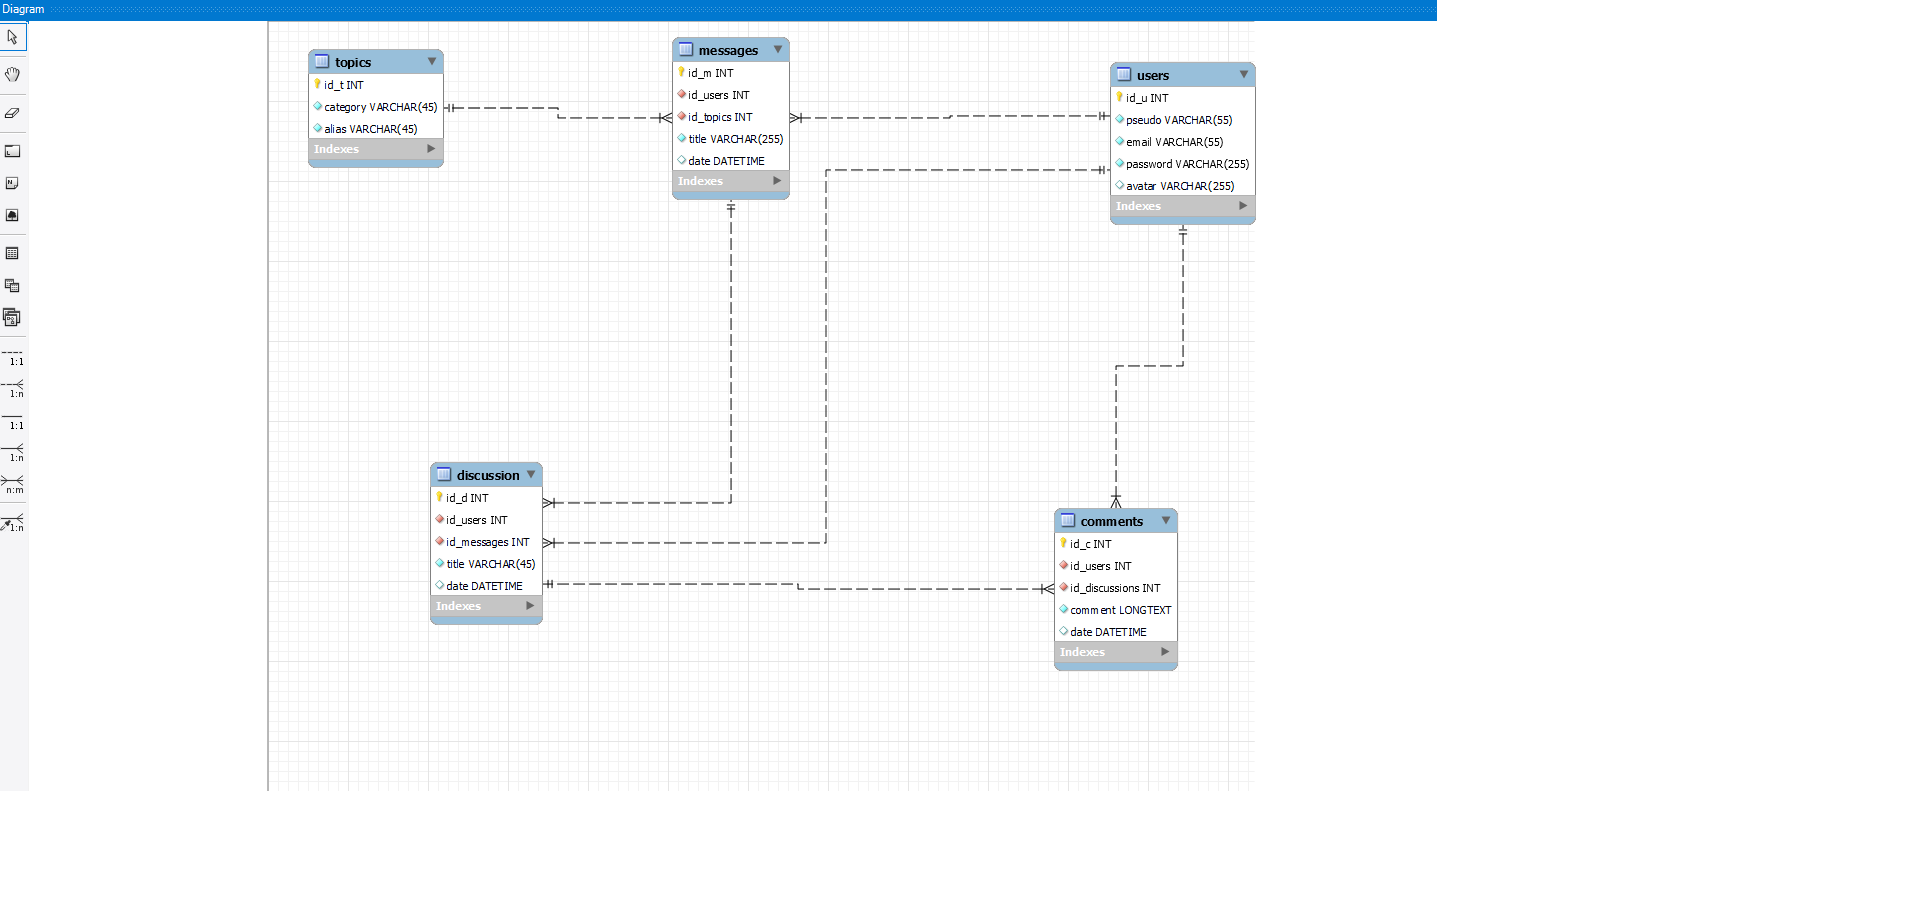 Diagram
topics
id_t INT
category VARCHAR(45)
alias VARCHAR(45)
Indexes
messages
id_m INT
id_users INT
id_topics INT
title VARCHAR(255)
date DATETIME
Indexes
users
id_u INT
pseudo VARCHAR(55)
email VARCHAR(55)
password VARCHAR(255)
avatar VARCHAR(255)
Indexes
1:1
1:n
1:1
1:n
n:m
1:n
discussion
id_d INT
id_users INT
id_messages INT
title VARCHAR(45)
date DATETIME
Indexes
comments
id_c INT
id_users INT
id_discussions INT
comment LONGTEXT
date DATETIME
Indexes